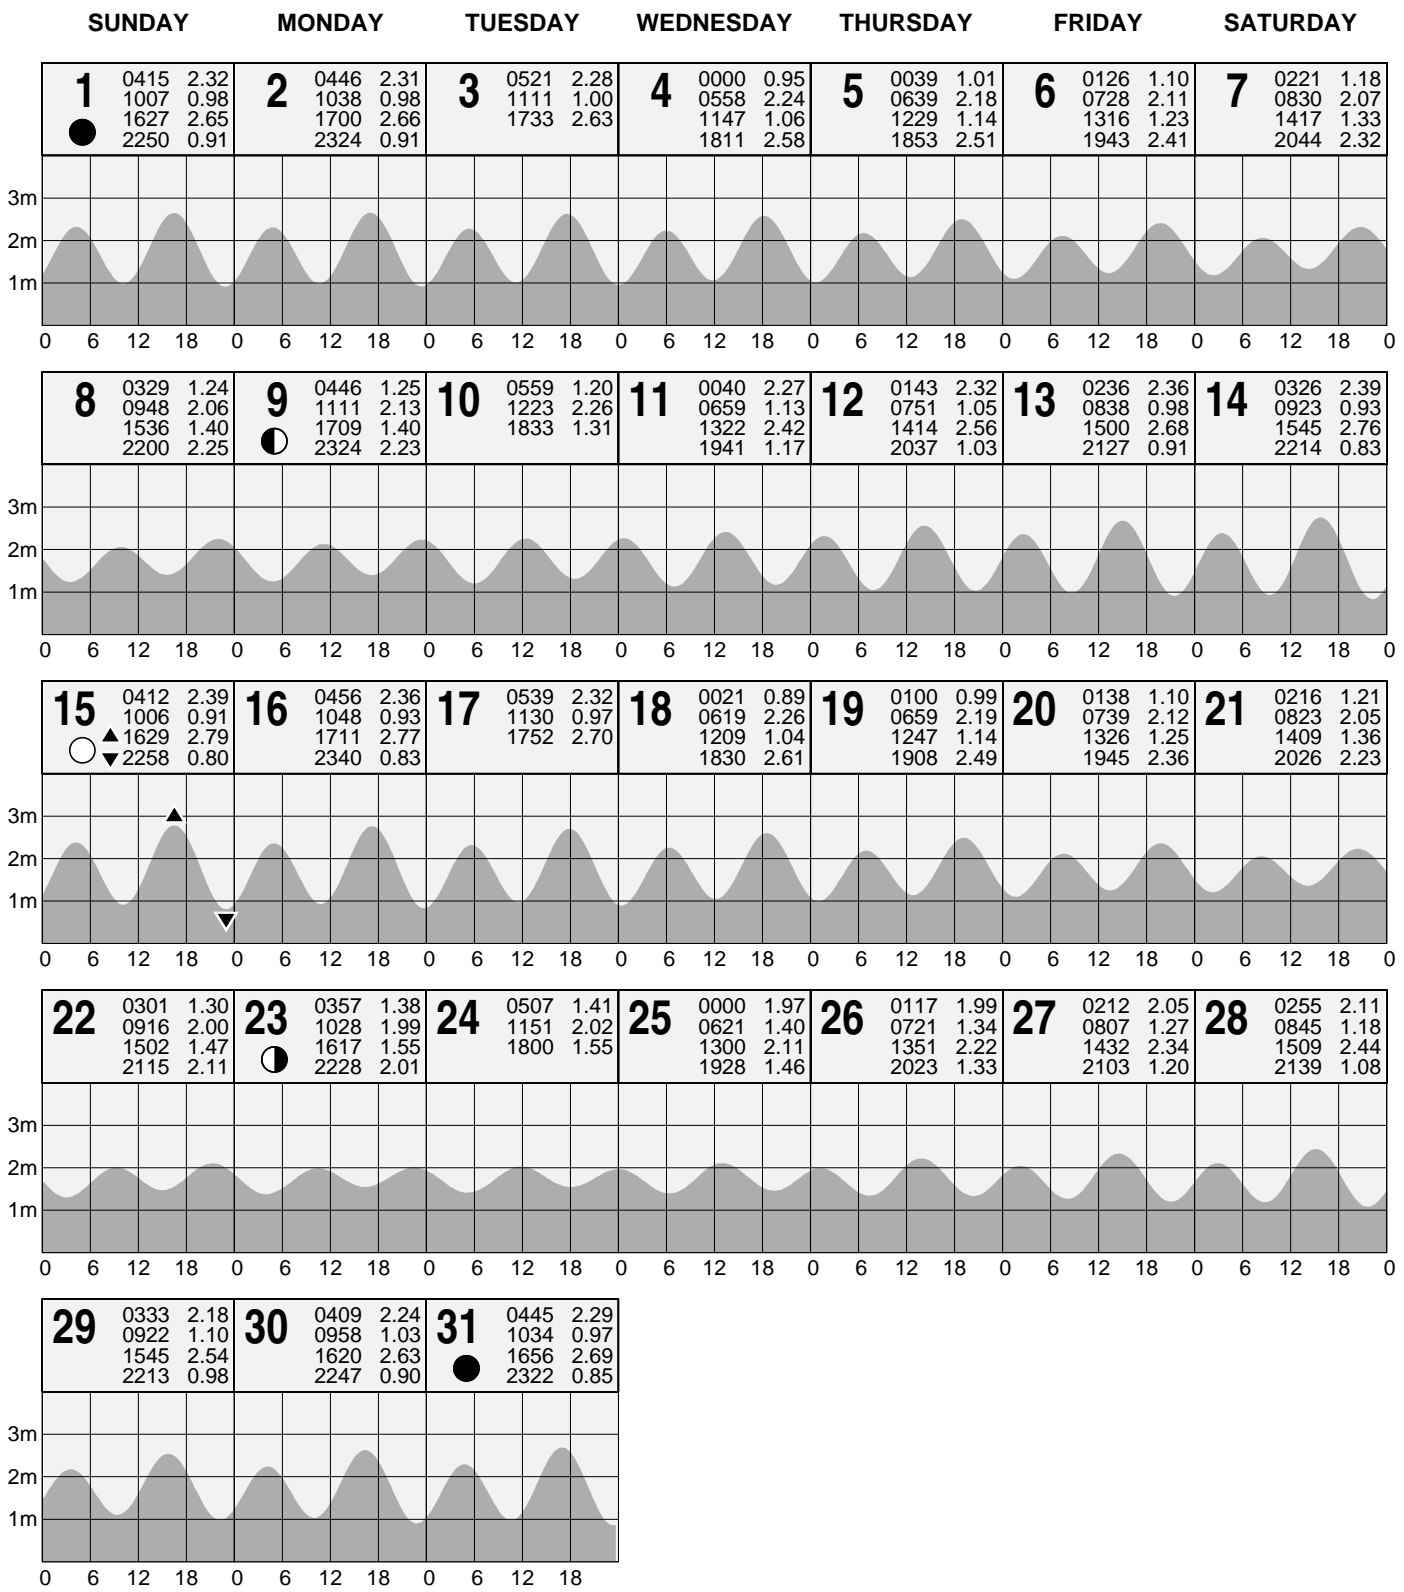 SUNDAY MONDAY TUESDAY WEDNESDAY THURSDAY FRIDAY SATURDAY
1 0415 2.32
1007 0.98
1627 2.65
2250 0.91
2 0446 2.31
1038 0.98
1700 2.66
2324 0.91
3 0521 2.28
1111 1.00
1733 2.63
4 0000 0.95
0558 2.24
1147 1.06
1811 2.58
5 0039 1.01
0639 2.18
1229 1.14
1853 2.51
6 0126 1.10
0728 2.11
1316 1.23
1943 2.41
7 0221 1.18
0830 2.07
1417 1.33
2044 2.32
3m
2m
1m
0 6 12 18 0 6 12 18 0 6 12 18 0 6 12 18 0 6 12 18 0 6 12 18 0 6 12 18 0
8 0329 1.24
0948 2.06
1536 1.40
2200 2.25
9 0446 1.25
1111 2.13
1709 1.40
2324 2.23
10 0559 1.20
1223 2.26
1833 1.31
11 0040 2.27
0659 1.13
1322 2.42
1941 1.17
12 0143 2.32
0751 1.05
1414 2.56
2037 1.03
13 0236 2.36
0838 0.98
1500 2.68
2127 0.91
14 0326 2.39
0923 0.93
1545 2.76
2214 0.83
3m
2m
1m
0 6 12 18 0 6 12 18 0 6 12 18 0 6 12 18 0 6 12 18 0 6 12 18 0 6 12 18 0
15 0412 2.39
1006 0.91
1629 2.79
2258 0.80
16 0456 2.36
1048 0.93
1711 2.77
2340 0.83
17 0539 2.32
1130 0.97
1752 2.70
18 0021 0.89
0619 2.26
1209 1.04
1830 2.61
19 0100 0.99
0659 2.19
1247 1.14
1908 2.49
20 0138 1.10
0739 2.12
1326 1.25
1945 2.36
21 0216 1.21
0823 2.05
1409 1.36
2026 2.23
3m
2m
1m
0 6 12 18 0 6 12 18 0 6 12 18 0 6 12 18 0 6 12 18 0 6 12 18 0 6 12 18 0
22 0301 1.30
0916 2.00
1502 1.47
2115 2.11
23 0357 1.38
1028 1.99
1617 1.55
2228 2.01
24 0507 1.41
1151 2.02
1800 1.55
25 0000 1.97
0621 1.40
1300 2.11
1928 1.46
26 0117 1.99
0721 1.34
1351 2.22
2023 1.33
27 0212 2.05
0807 1.27
1432 2.34
2103 1.20
28 0255 2.11
0845 1.18
1509 2.44
2139 1.08
3m
2m
1m
0 6 12 18 0 6 12 18 0 6 12 18 0 6 12 18 0 6 12 18 0 6 12 18 0 6 12 18 0
29 0333 2.18
0922 1.10
1545 2.54
2213 0.98
30 0409 2.24
0958 1.03
1620 2.63
2247 0.90
31 0445 2.29
1034 0.97
1656 2.69
2322 0.85
3m
2m
1m
0 6 12 18 0 6 12 18 0 6 12 18